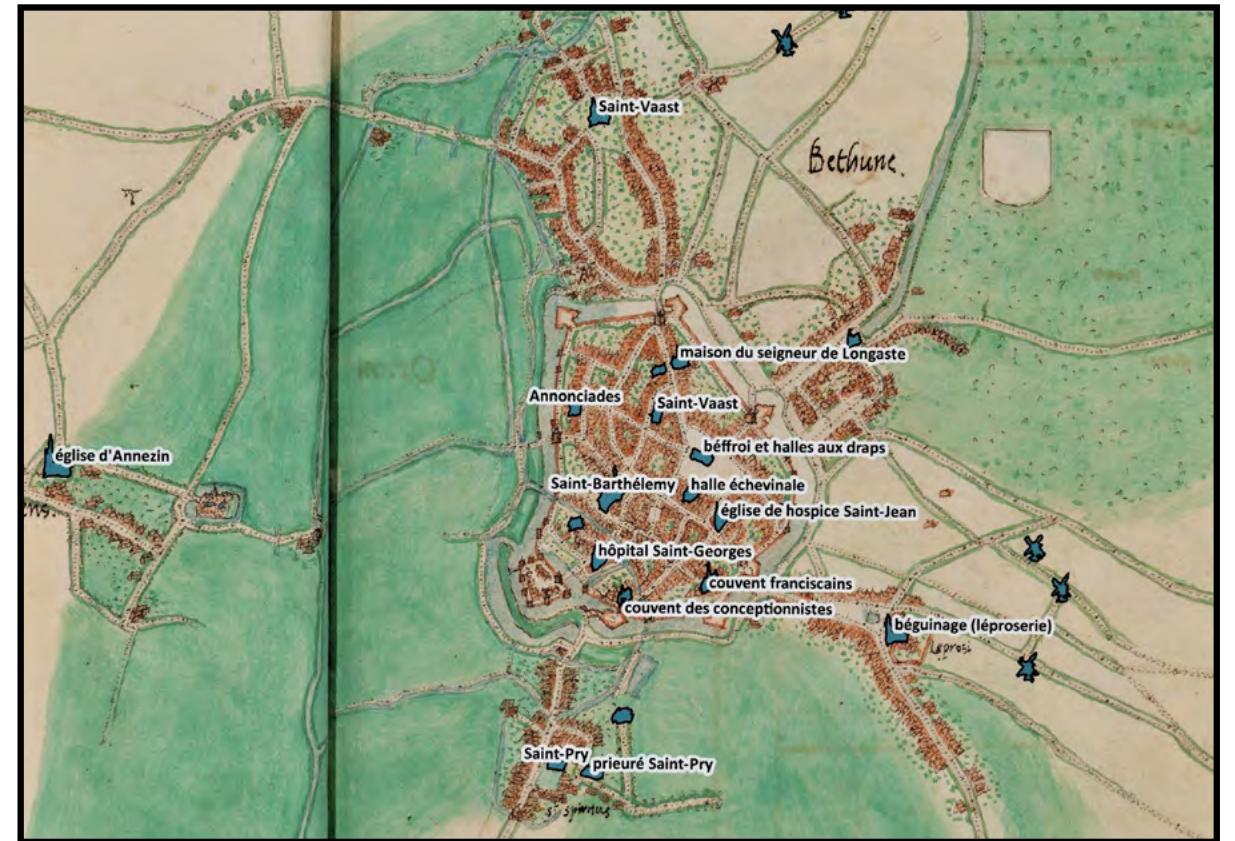 Saint-Vaast
Bethune.
maison du seigneur de Longaste
Annonciades
Saint-Vaast
béffroi et halles aux draps
église d'Annezin
Saint-Barthélemy
halle échevinale
église de hospice Saint-Jean
hôpital Saint-Georges
couvent franciscains
couvent des conceptionnistes
béguinage (léproserie)
Leprosi
Saint-Pry
prieuré Saint-Pry